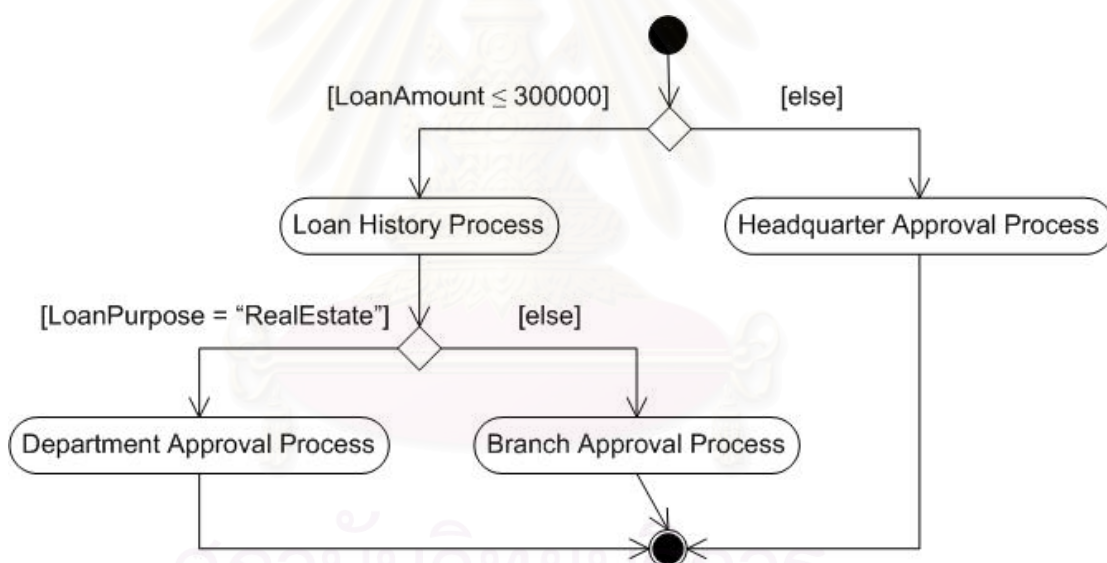 [LoanAmount ≤ 300000]
[else]
Loan History Process
Headquarter Approval Process
[LoanPurpose = “RealEstate”]
[else]
Department Approval Process
Branch Approval Process